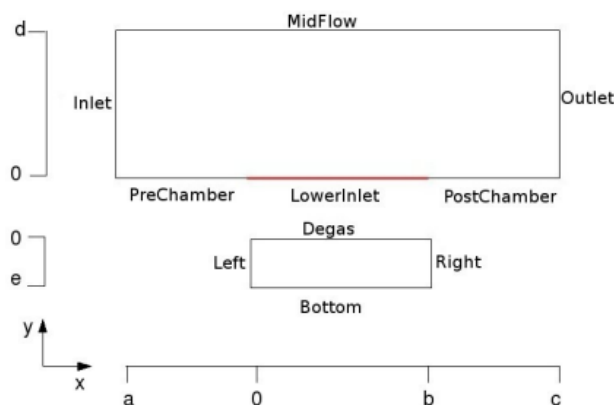 d
MidFlow
Inlet
Outlet
0
PreChamber LowerInlet PostChamber
Degas
0
Left Right
e
Bottom
y
x
a 0 b c